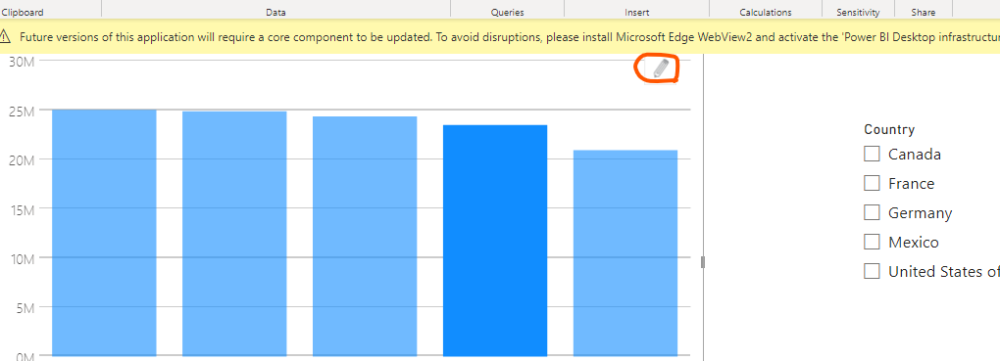 Clipboard Data Queries Insert Calculations Sensitivity Share
Future versions of this application will require a core component to be updated. To avoid disruptions, please install Microsoft Edge WebView2 and activate the 'Power BI Desktop infrastructur
30M
25M
20M
15M
10M
5M
0M
Country
Canada
France
Germany
Mexico
United States of